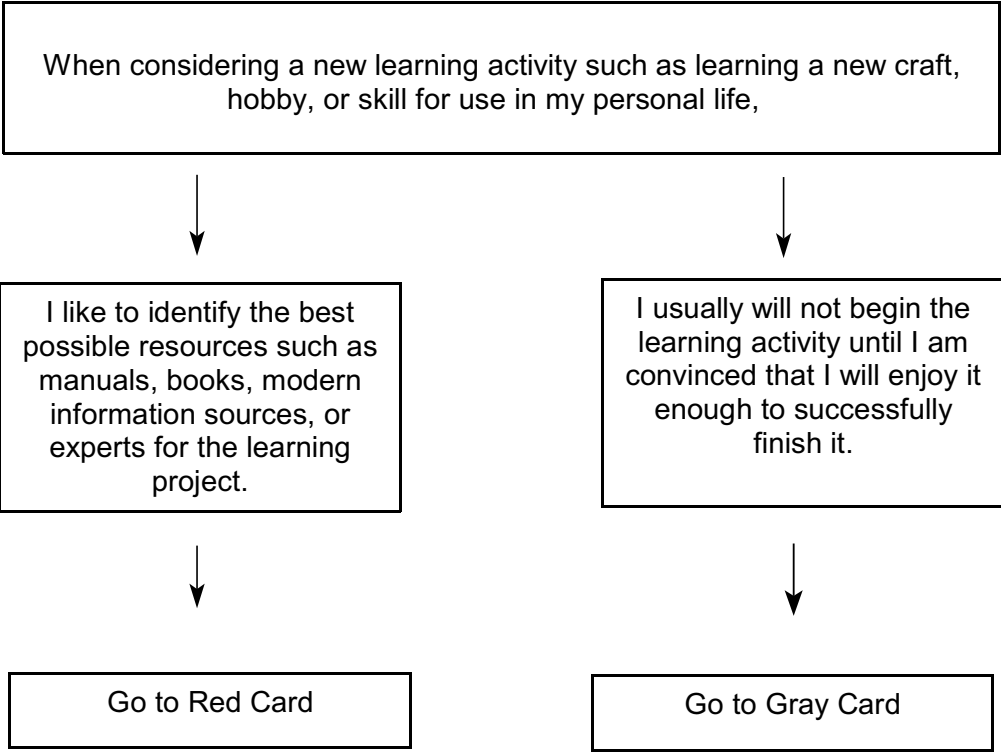 When considering a new learning activity such as learning a new craft,
hobby, or skill for use in my personal life,
I like to identify the best
possible resources such as
manuals, books, modern
information sources, or
experts for the learning
project.
I usually will not begin the
learning activity until I am
convinced that I will enjoy it
enough to successfully
finish it.
Go to Red Card
Go to Gray Card